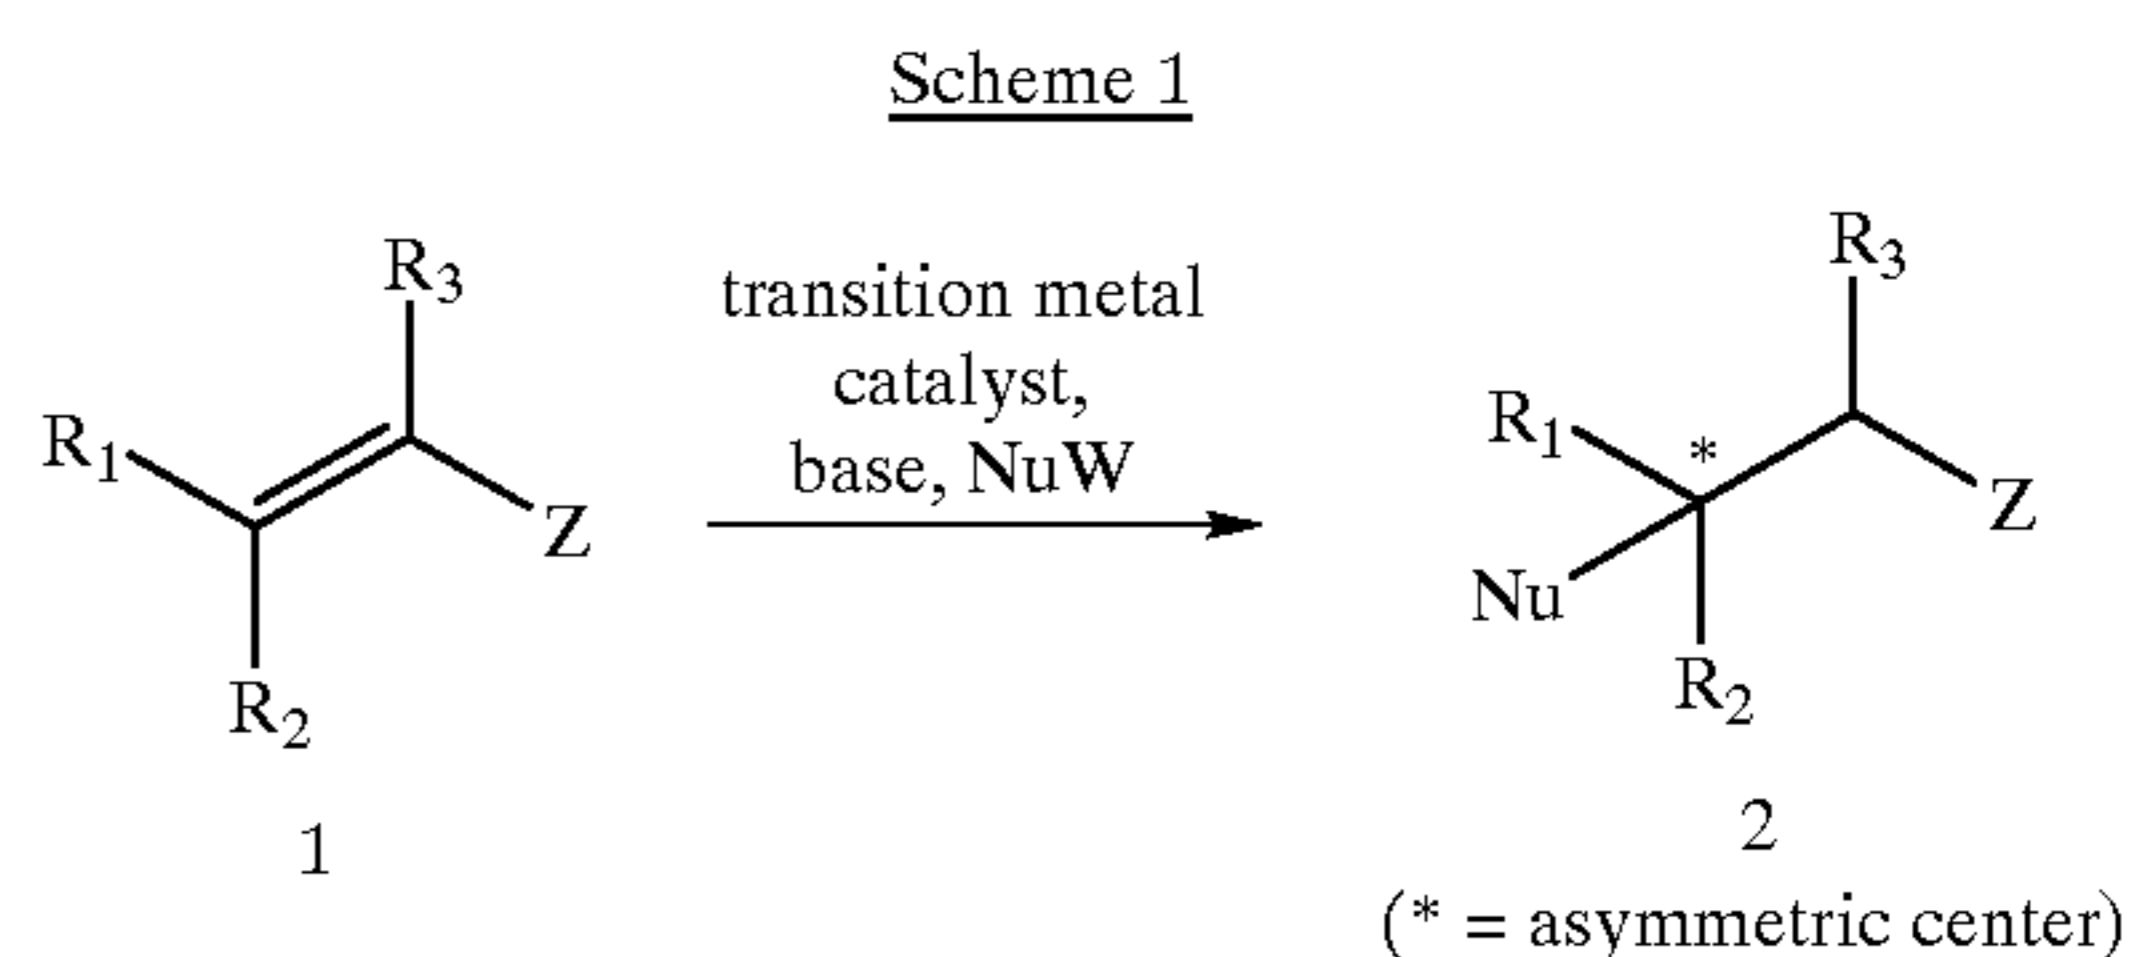 Scheme 1
R3
R1
Z
R2
1
transition metal
catalyst,
base, NuW
R3
R1
*
Z
Nu
R2
2
(* = asymmetric center)